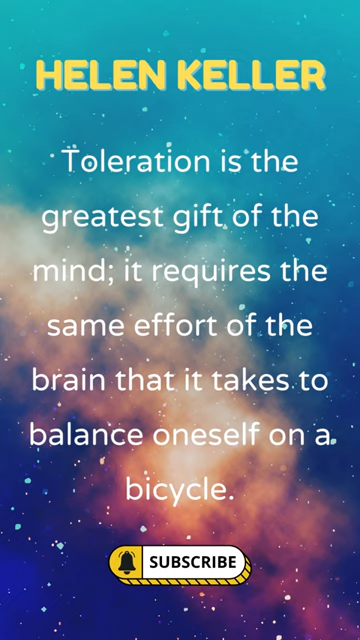 HELEN KELLER
Toleration is the
greatest gift of the
mind; it requires the
same effort of the
brain that it takes to
balance oneself on a
bicycle.
SUBSCRIBE